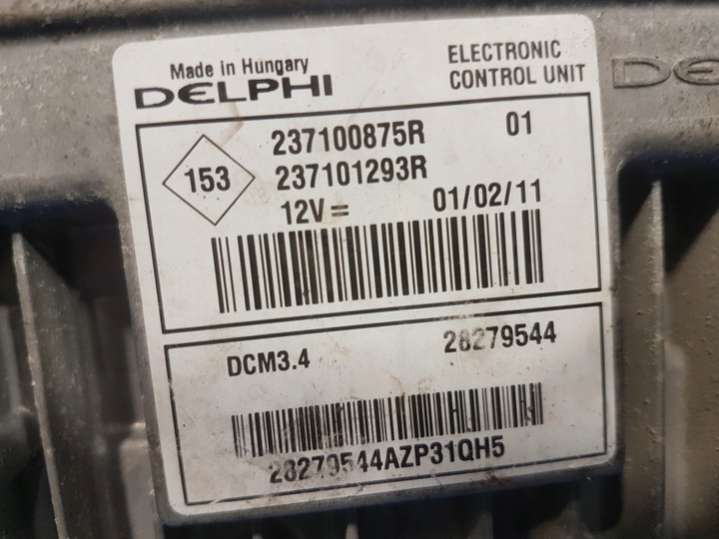 Made in Hungary
DELPHI
ELECTRONIC
CONTROL UNIT
DE
153
237100875R 01
237101293R
12V = 01/02/11
DCM3.4 28279544
28279544AZP31QH5